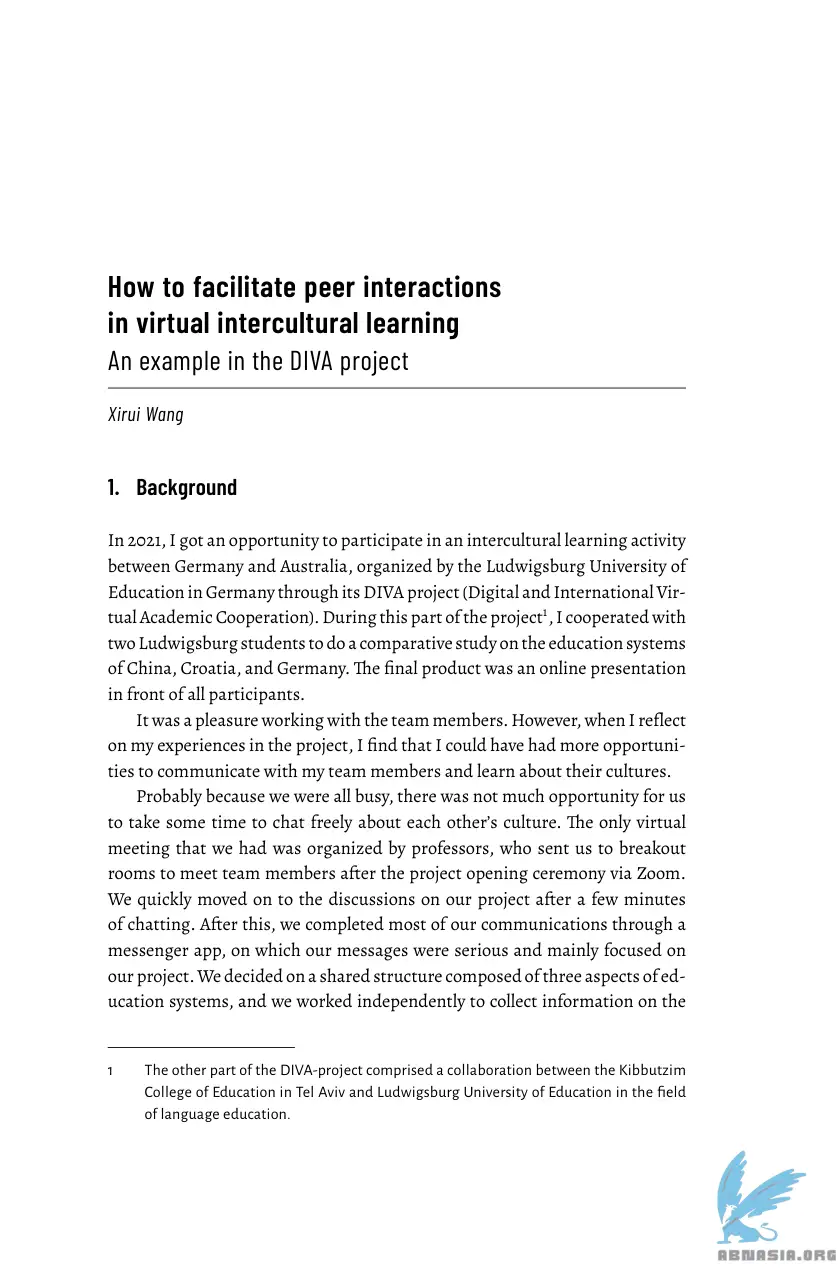 How to facilitate peer interactions
in virtual intercultural learning
An example in the DIVA project
Xirui Wang
1. Background
In 2021, I got an opportunity to participate in an intercultural learning activity
between Germany and Australia, organized by the Ludwigsburg University of
Education in Germany through its DIVA project (Digital and International Vir-
tual Academic Cooperation). During this part of the project¹, I cooperated with
two Ludwigsburg students to do a comparative study on the education systems
of China, Croatia, and Germany. The final product was an online presentation
in front of all participants.
It was a pleasure working with the team members. However, when I reflect
on my experiences in the project, I find that I could have had more opportuni-
ties to communicate with my team members and learn about their cultures.
Probably because we were all busy, there was not much opportunity for us
to take some time to chat freely about each other’s culture. The only virtual
meeting that we had was organized by professors, who sent us to breakout
rooms to meet team members after the project opening ceremony via Zoom.
We quickly moved on to the discussions on our project after a few minutes
of chatting. After this, we completed most of our communications through a
messenger app, on which our messages were serious and mainly focused on
our project. We decided on a shared structure composed of three aspects of ed-
ucation systems, and we worked independently to collect information on the
1 The other part of the DIVA-project comprised a collaboration between the Kibbutzim
College of Education in Tel Aviv and Ludwigsburg University of Education in the field
of language education.
ABNASIA.ORG